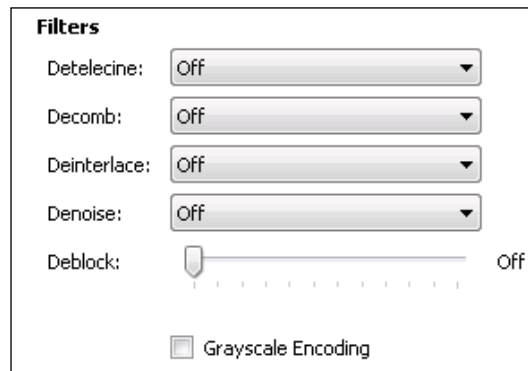 Filters
Detelecine: Off
Decomb: Off
Deinterlace: Off
Denoise: Off
Deblock: Off
Grayscale Encoding